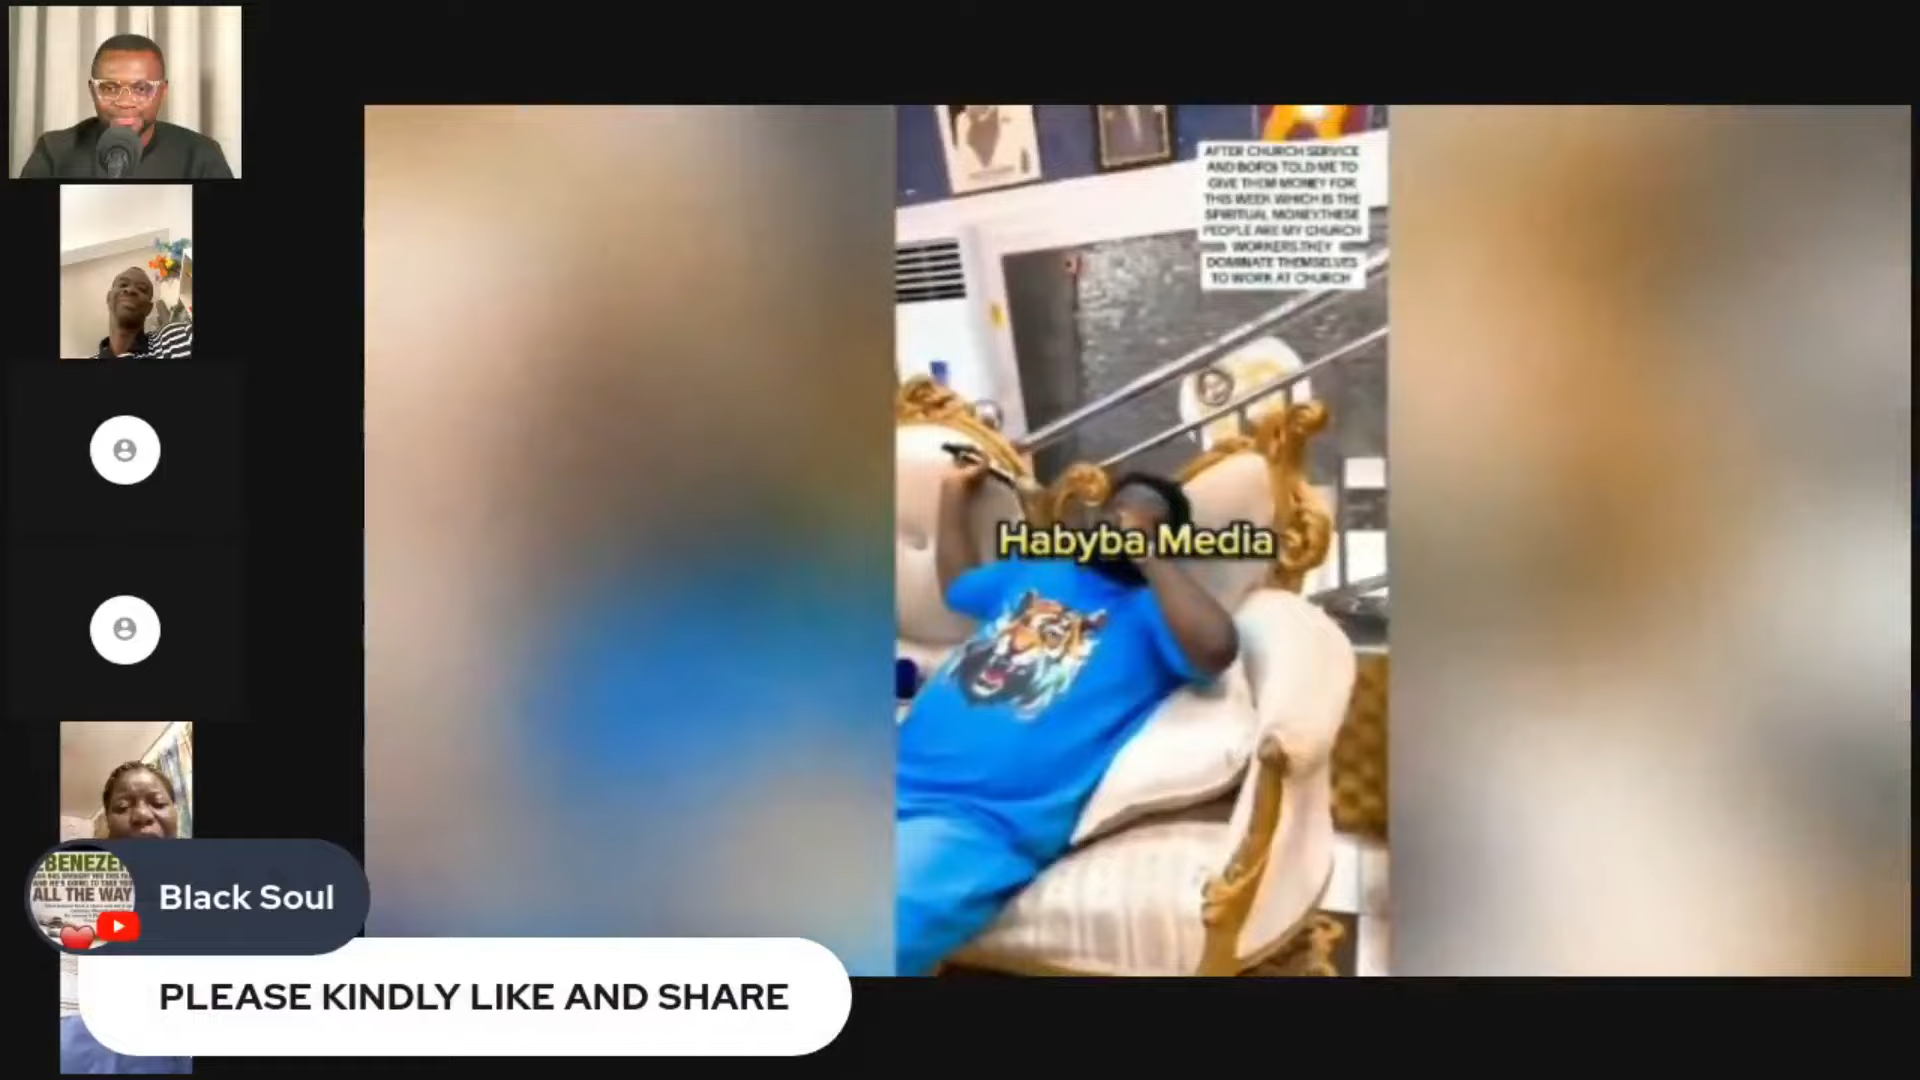 AFTER CHURCH SERVICE
AND BOFOI TOLD ME TO
GIVE THEM MONEY FOR
THIS WEEK WHICH IS THE
SPIRITUAL MONEY.THESE
PEOPLE ARE MY CHURCH
WORKERS.THEY
DOMINATE THEMSELVES
TO WORK AT CHURCH
Habyba Media
EBENEZER
ALL THE WAY
Black Soul
PLEASE KINDLY LIKE AND SHARE